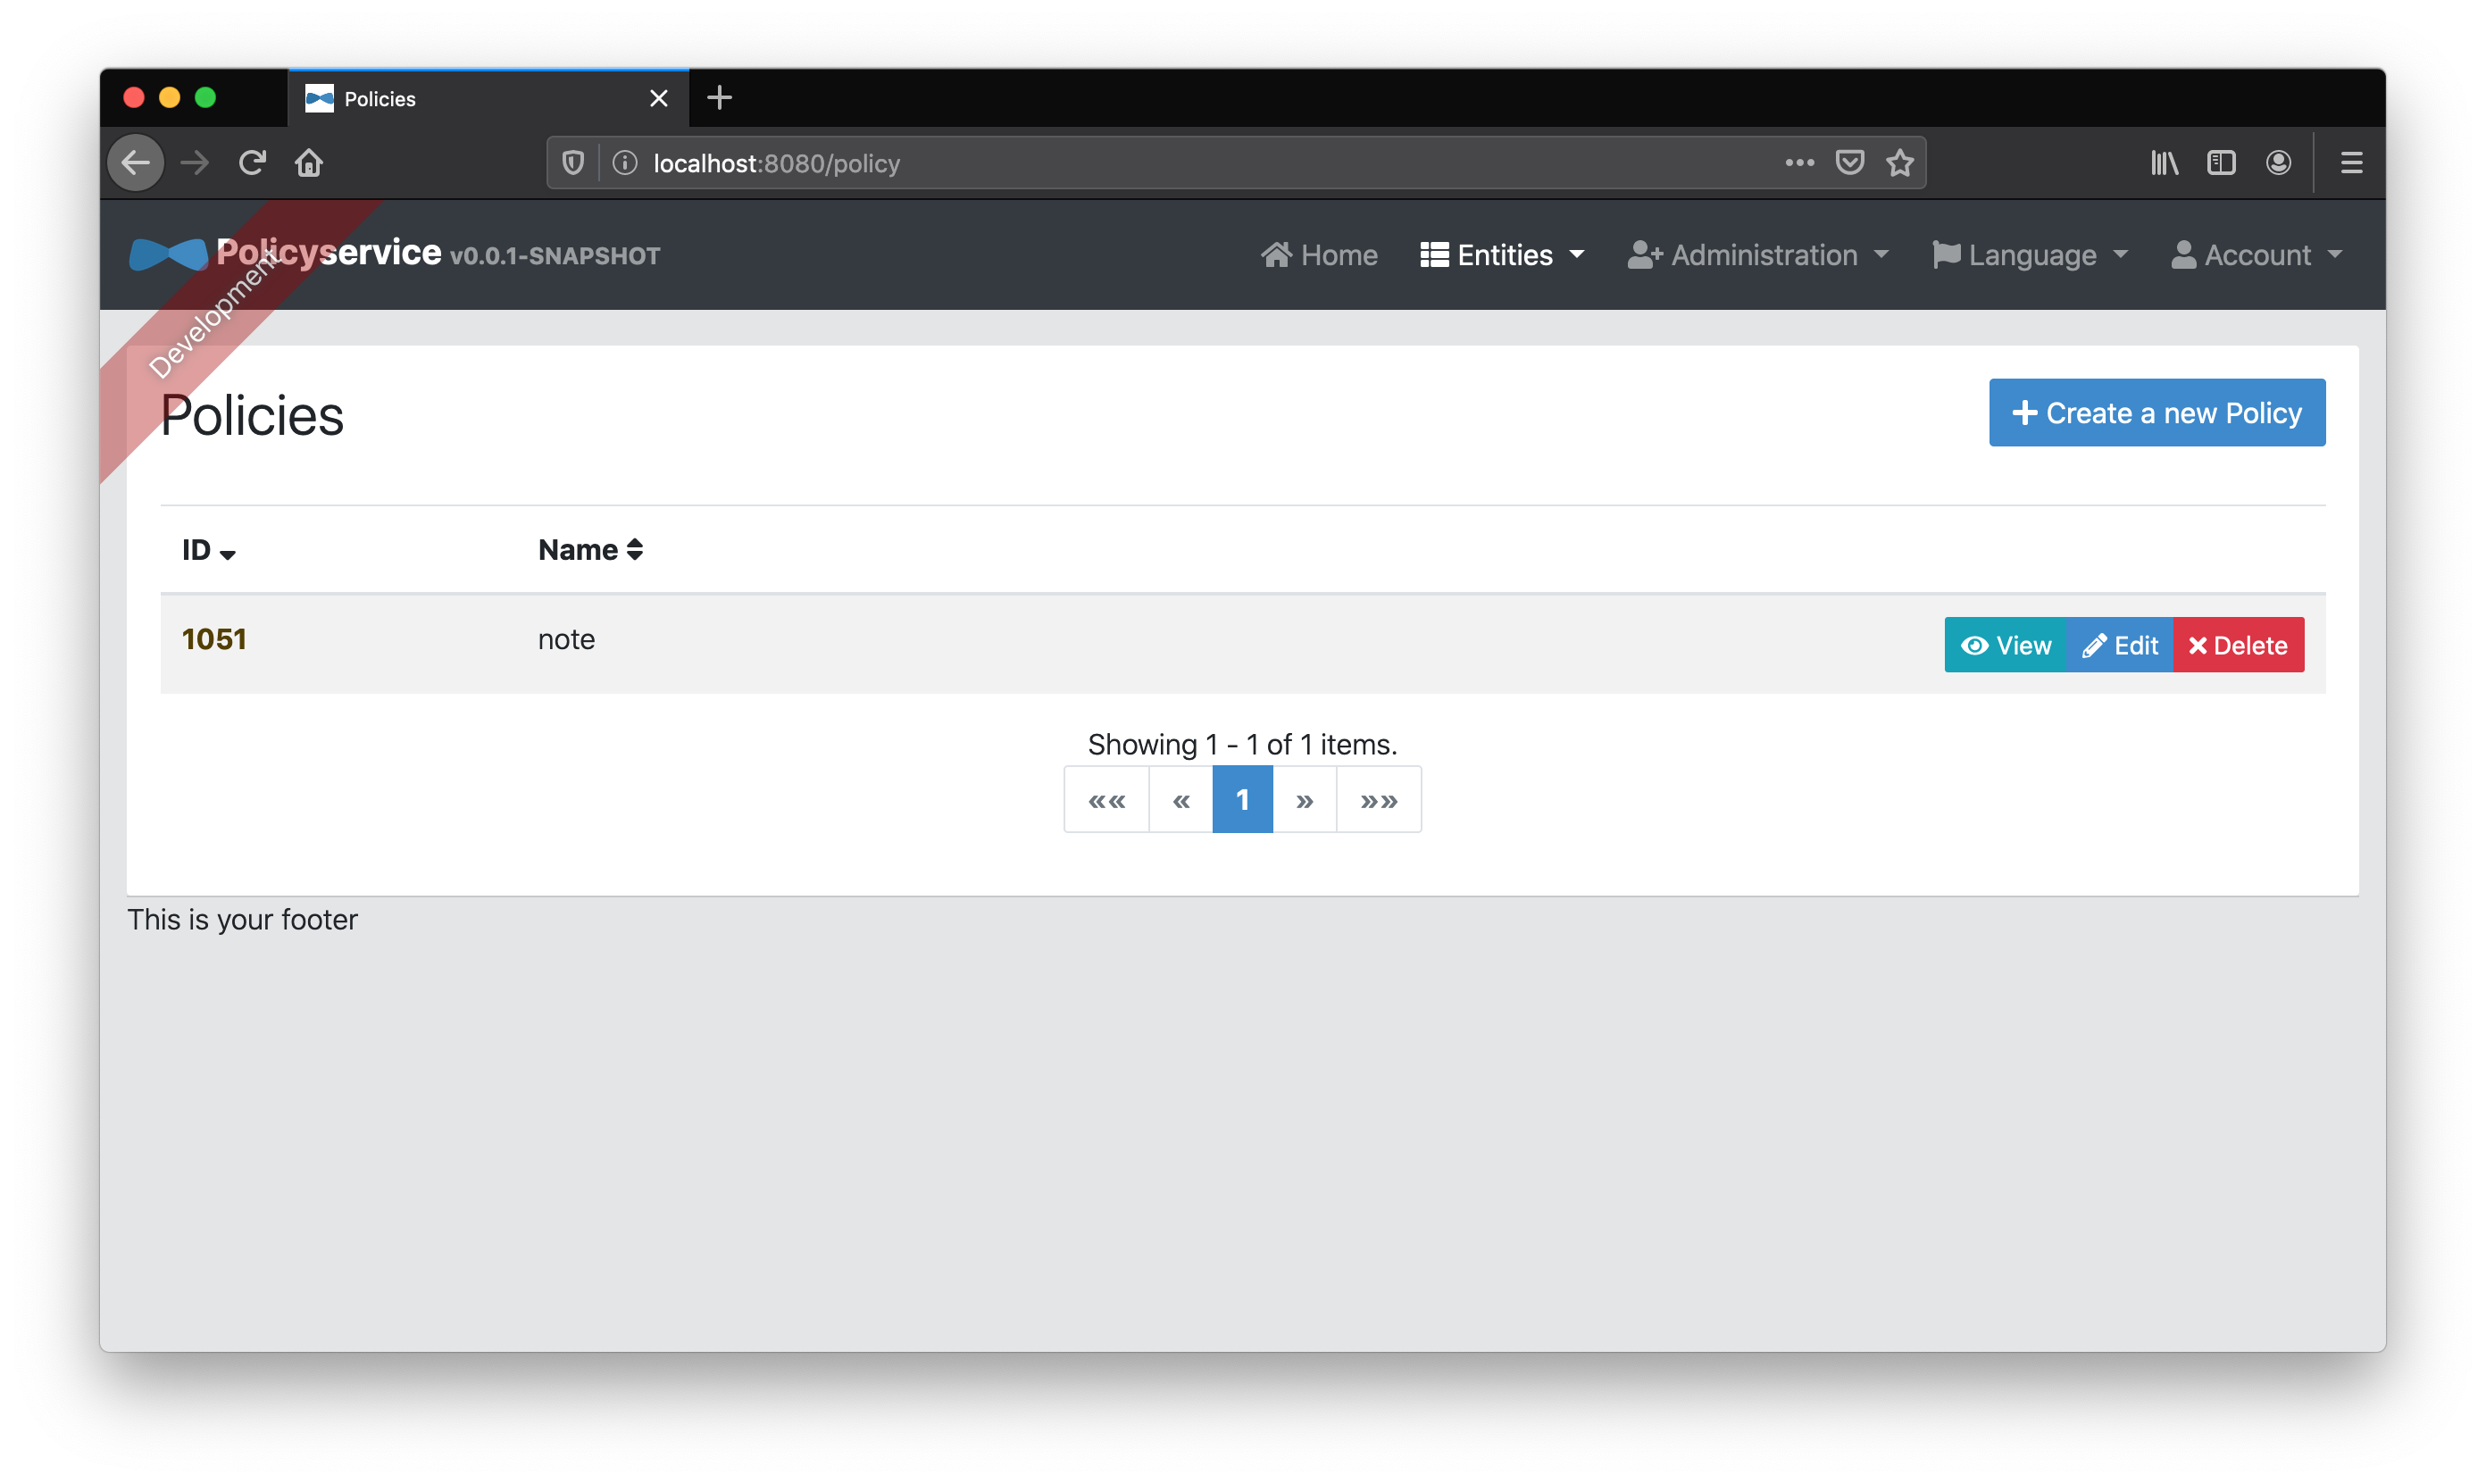 Policies
localhost:8080/policy
Policyservice v0.0.1-SNAPSHOT
Home Entities Administration Language Account
Development
Policies
Create a new Policy
ID Name
1051 note View Edit Delete
Showing 1 - 1 of 1 items.
«« « 1 » »»
This is your footer